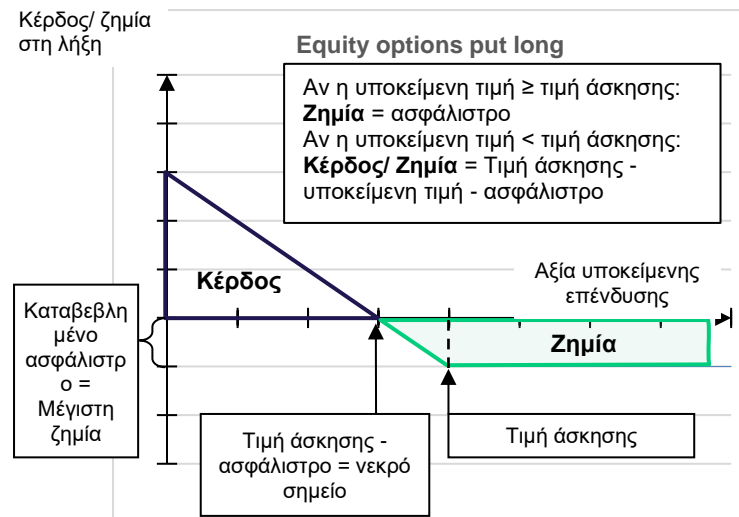 Κέρδος/ ζημία
στη λήξη
Equity options put long
Αν η υποκείμενη τιμή ≥ τιμή άσκησης:
Ζημία = ασφάλιστρο
Αν η υποκείμενη τιμή < τιμή άσκησης:
Κέρδος/ Ζημία = Τιμή άσκησης -
υποκείμενη τιμή - ασφάλιστρο
Κέρδος
Αξία υποκείμενης
επένδυσης
Καταβεβλη
μένο
ασφάλιστρ
ο =
Μέγιστη
ζημία
Ζημία
Τιμή άσκησης -
ασφάλιστρο = νεκρό
σημείο
Τιμή άσκησης